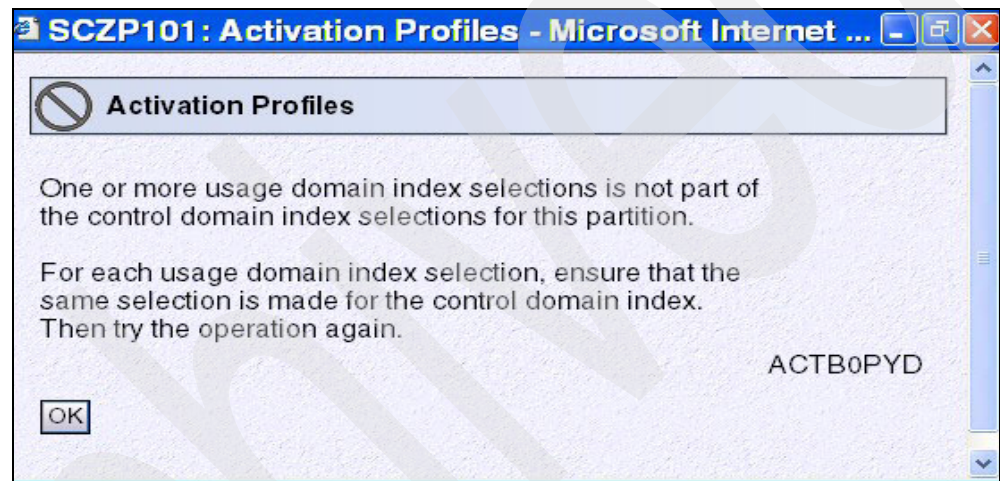 SCZP101: Activation Profiles - Microsoft Internet ...
Activation Profiles
One or more usage domain index selections is not part of
the control domain index selections for this partition.
For each usage domain index selection, ensure that the
same selection is made for the control domain index.
Then try the operation again.
ACTB0PYD
OK